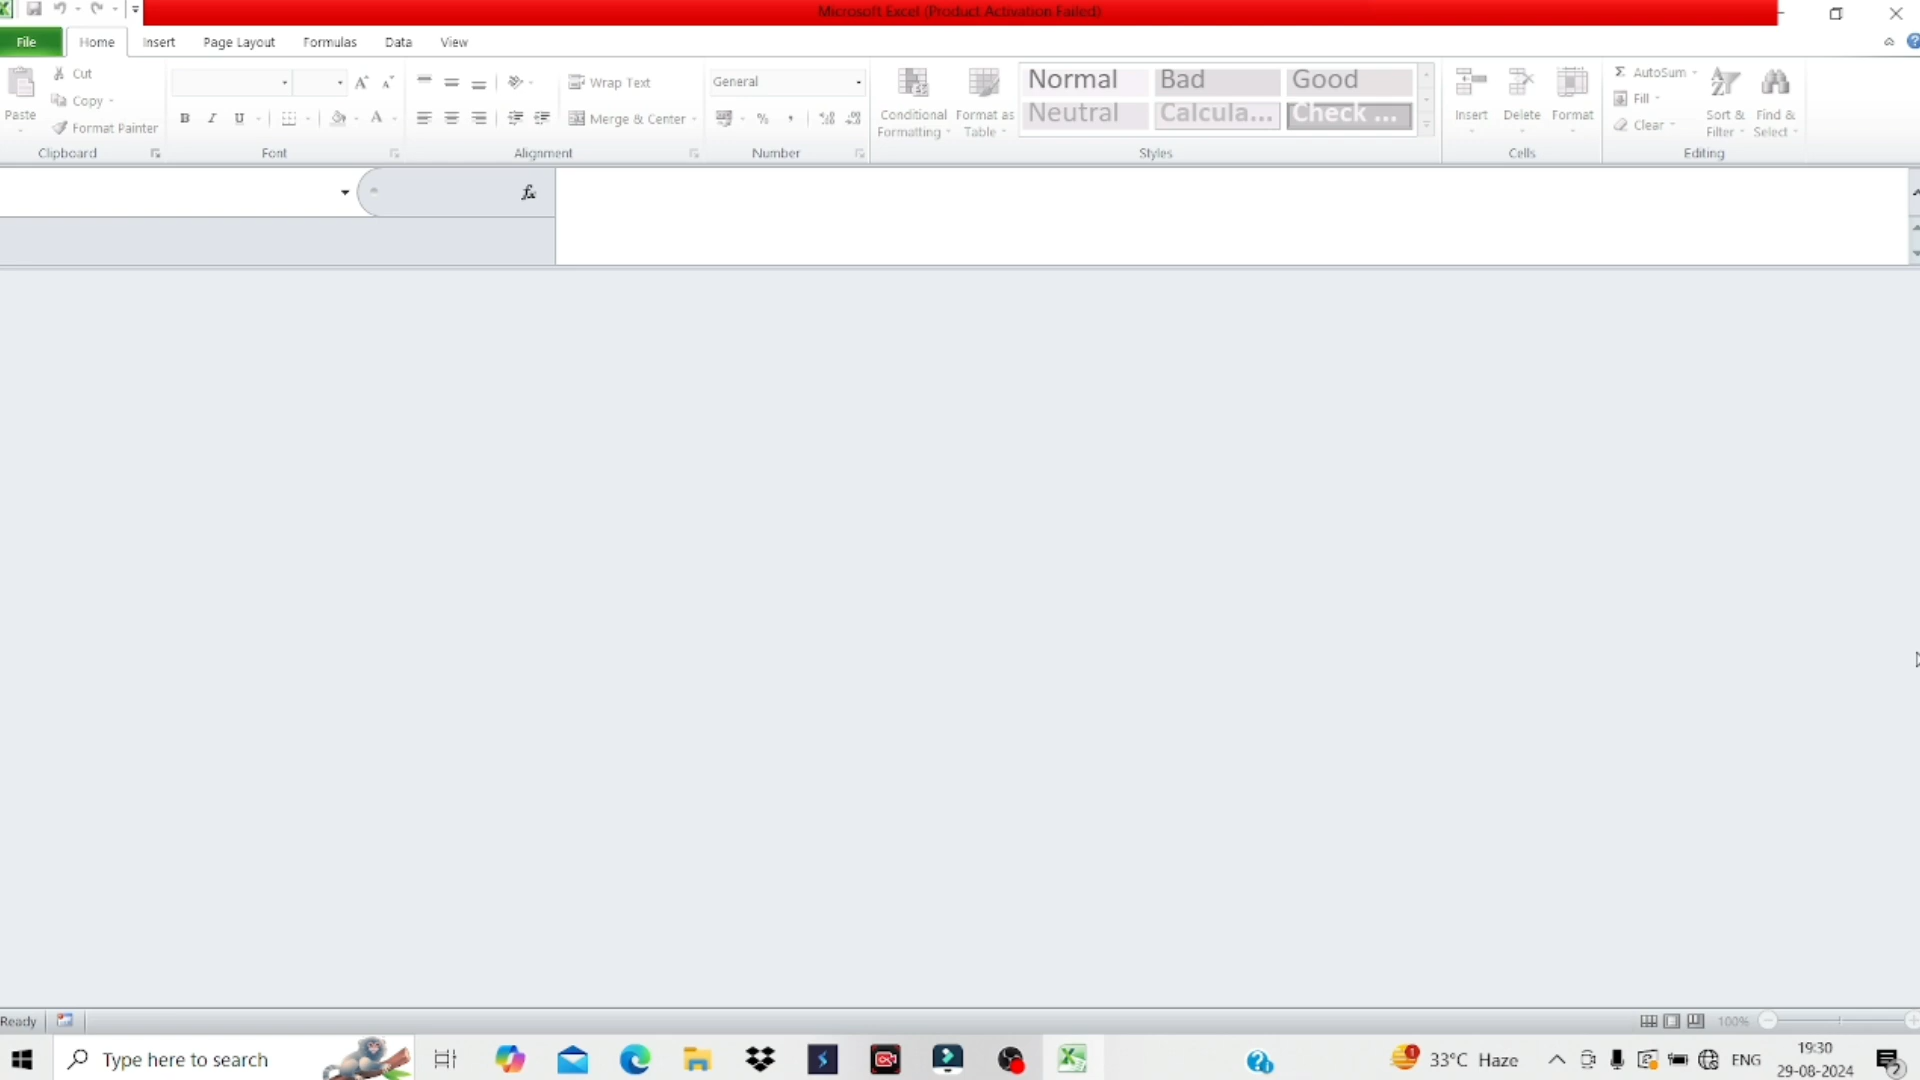 Microsoft Excel (Product Activation Failed)
File Home Insert Page Layout Formulas Data View
Cut
Copy
Format Painter
Paste
Clipboard
B I U A
Font
Wrap Text
Merge & Center
Alignment
General
%
Number
Conditional Formatting
Format as Table
Normal Bad Good
Neutral Calcula... Check ...
Styles
Insert Delete Format
Cells
Σ AutoSum
Fill
Clear
Sort & Filter
Find & Select
Editing
fx
Ready
100%
Type here to search
33°C Haze
ENG
19:30
29-08-2024
2